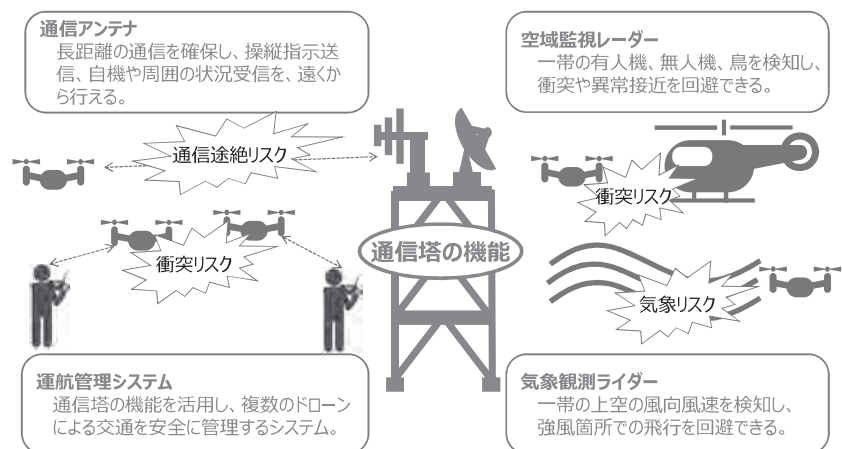 通信アンテナ
長距離の通信を確保し、操縦指示送
信、自機や周囲の状況受信を、遠くか
ら行える。
空域監視レーダー
一帯の有人機、無人機、鳥を検知し、
衝突や異常接近を回避できる。
通信途絶リスク
衝突リスク
衝突リスク
通信塔の機能
気象リスク
運航管理システム
通信塔の機能を活用し、複数のドローン
による交通を安全に管理するシステム。
気象観測ライダー
一帯の上空の風向風速を検知し、
強風箇所での飛行を回避できる。